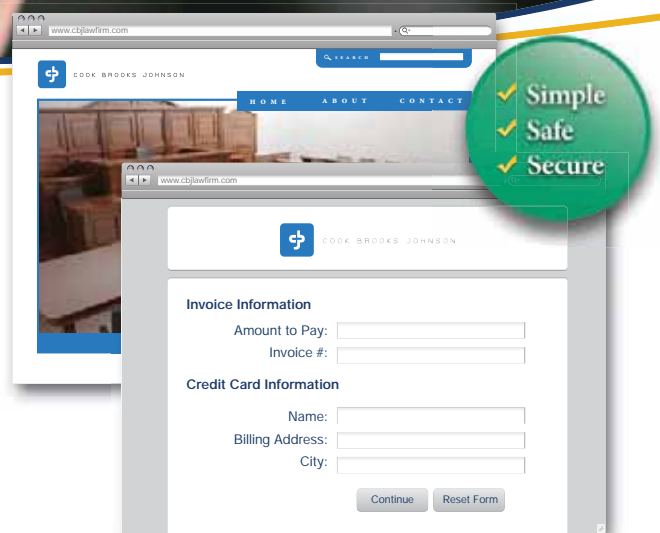 www.cbjlawfirm.com
SEARCH
COOK BROOKS JOHNSON
HOME ABOUT CONTACT
Simple
Safe
Secure
www.cbjlawfirm.com
COOK BROOKS JOHNSON
Invoice Information
Amount to Pay:
Invoice #:
Credit Card Information
Name:
Billing Address:
City:
Continue Reset Form